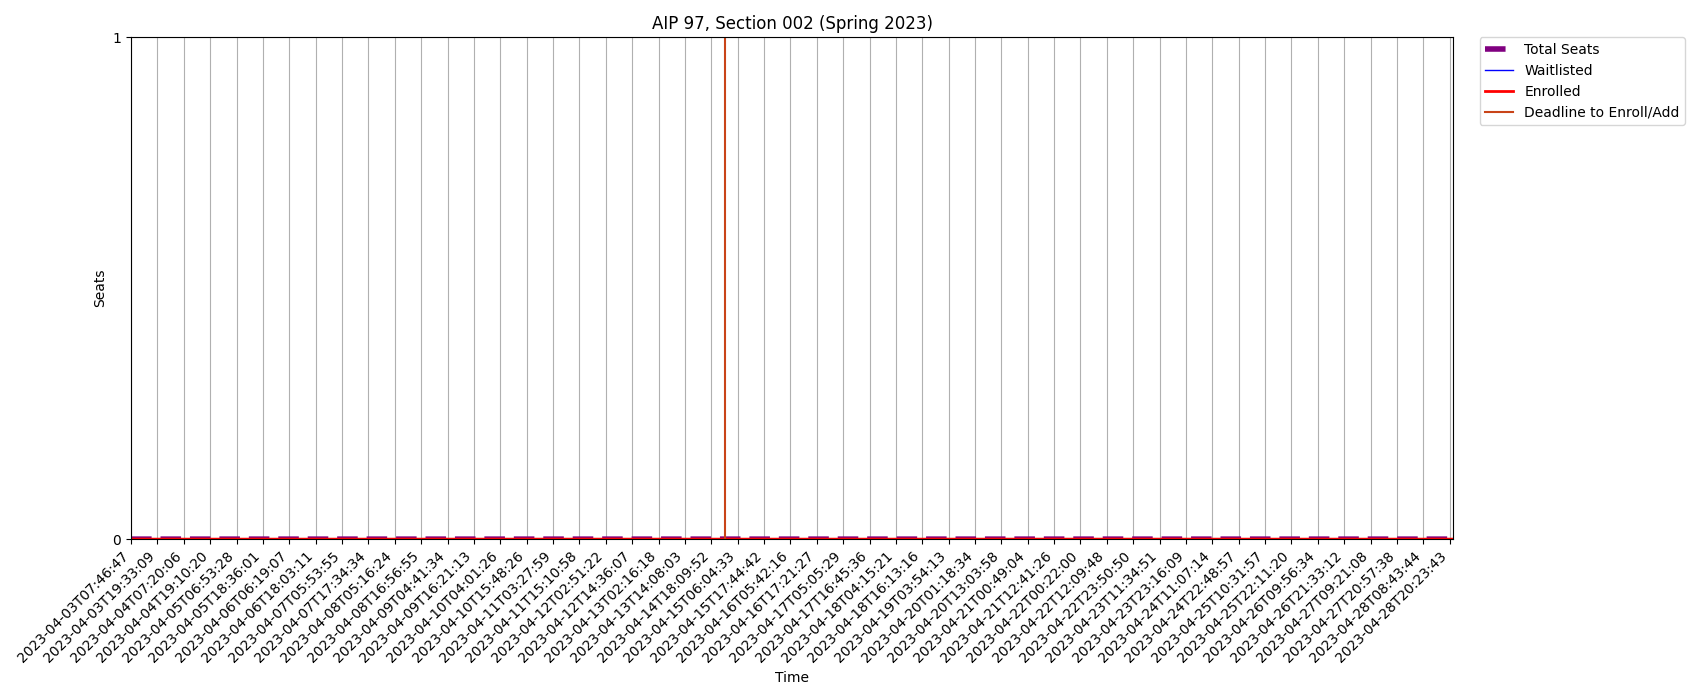 AIP 97, Section 002 (Spring 2023)
Total Seats
Waitlisted
Enrolled
Deadline to Enroll/Add
Seats
1
0
2023-04-03T07:46:47
2023-04-03T19:33:09
2023-04-04T07:20:06
2023-04-04T19:10:20
2023-04-05T06:53:28
2023-04-05T18:36:01
2023-04-06T06:19:07
2023-04-06T18:03:11
2023-04-07T05:53:55
2023-04-07T17:34:34
2023-04-08T05:16:24
2023-04-08T16:56:55
2023-04-09T04:41:34
2023-04-09T16:21:13
2023-04-10T04:01:26
2023-04-10T15:48:26
2023-04-11T03:27:59
2023-04-11T15:10:58
2023-04-12T02:51:22
2023-04-12T14:36:07
2023-04-13T02:16:18
2023-04-13T14:08:03
2023-04-14T18:09:52
2023-04-15T06:04:33
2023-04-15T17:44:42
2023-04-16T05:42:16
2023-04-16T17:21:27
2023-04-17T05:05:29
2023-04-17T16:45:36
2023-04-18T04:15:21
2023-04-18T16:13:16
2023-04-19T03:54:13
2023-04-20T01:18:34
2023-04-20T13:03:58
2023-04-21T00:49:04
2023-04-21T12:41:26
2023-04-22T00:22:00
2023-04-22T12:09:48
2023-04-22T23:50:50
2023-04-23T11:34:51
2023-04-23T23:16:09
2023-04-24T11:07:14
2023-04-24T22:48:57
2023-04-25T10:31:57
2023-04-25T22:11:20
2023-04-26T09:56:34
2023-04-26T21:33:12
2023-04-27T09:21:08
2023-04-27T20:57:38
2023-04-28T08:43:44
2023-04-28T20:23:43
Time